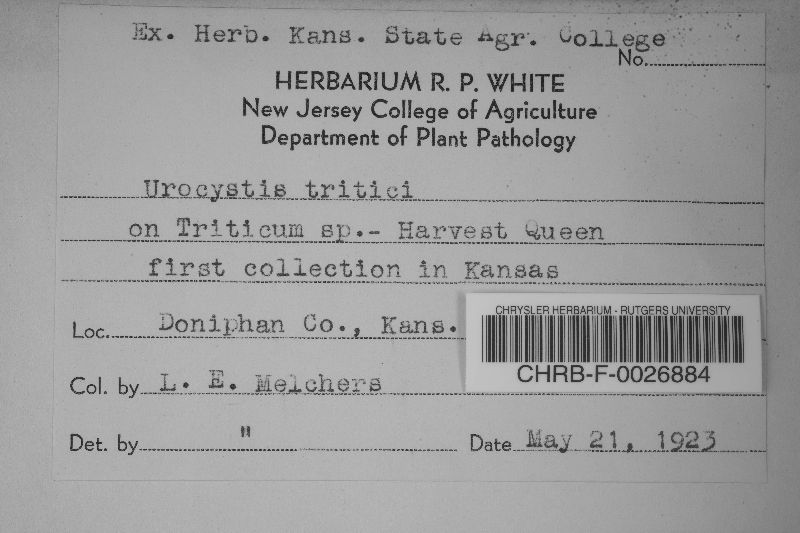 Ex. Herb. Kans. State Agr. College
No.
HERBARIUM R. P. WHITE
New Jersey College of Agriculture
Department of Plant Pathology
Urocystis tritici
on Triticum sp.- Harvest Queen
first collection in Kansas
Loc. Doniphan Co., Kans.
CHRYSLER HERBARIUM - RUTGERS UNIVERSITY
CHRB-F-0026884
Col. by L. E. Melchers
Det. by " Date May 21, 1923